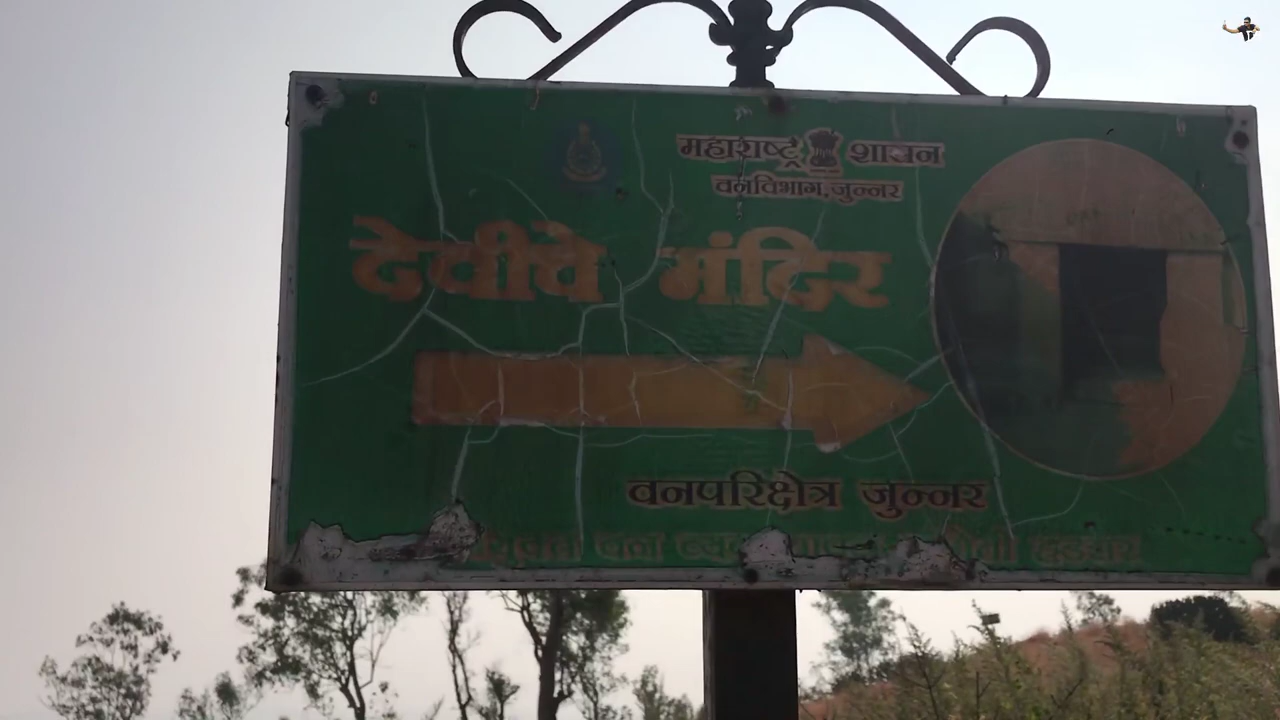 महाराष्ट्र शासन
वनविभाग, जुन्नर
देवीचे मंदिर
वनपरिक्षेत्र जुन्नर